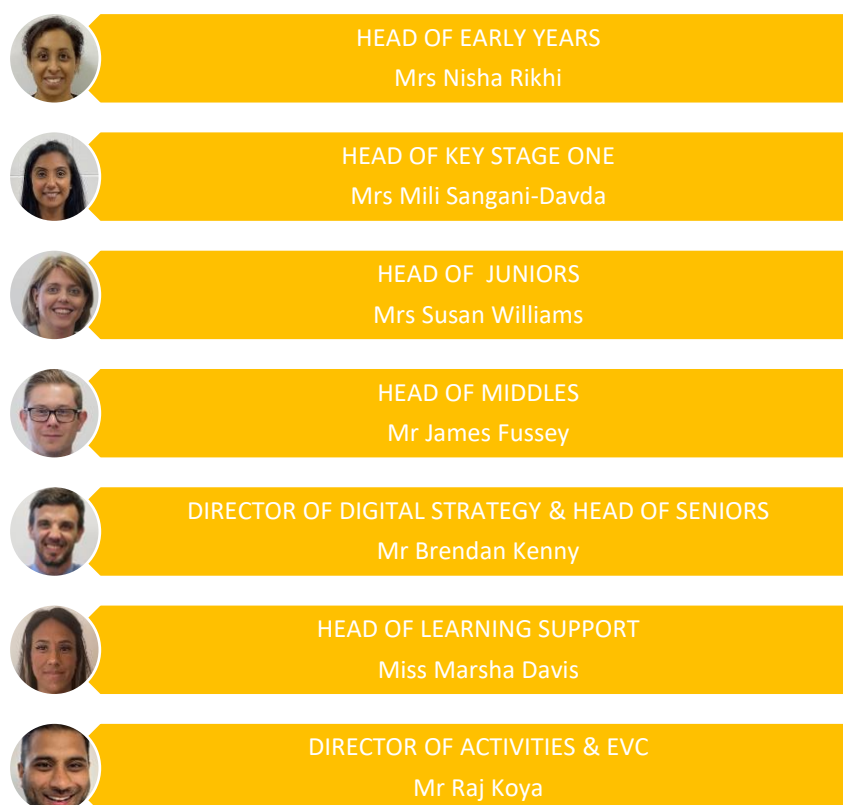 HEAD OF EARLY YEARS
Mrs Nisha Rikhi
HEAD OF KEY STAGE ONE
Mrs Mili Sangani-Davda
HEAD OF  JUNIORS
Mrs Susan Williams
HEAD OF MIDDLES
Mr James Fussey
DIRECTOR OF DIGITAL STRATEGY & HEAD OF SENIORS
Mr Brendan Kenny
HEAD OF LEARNING SUPPORT
Miss Marsha Davis
DIRECTOR OF ACTIVITIES & EVC
Mr Raj Koya